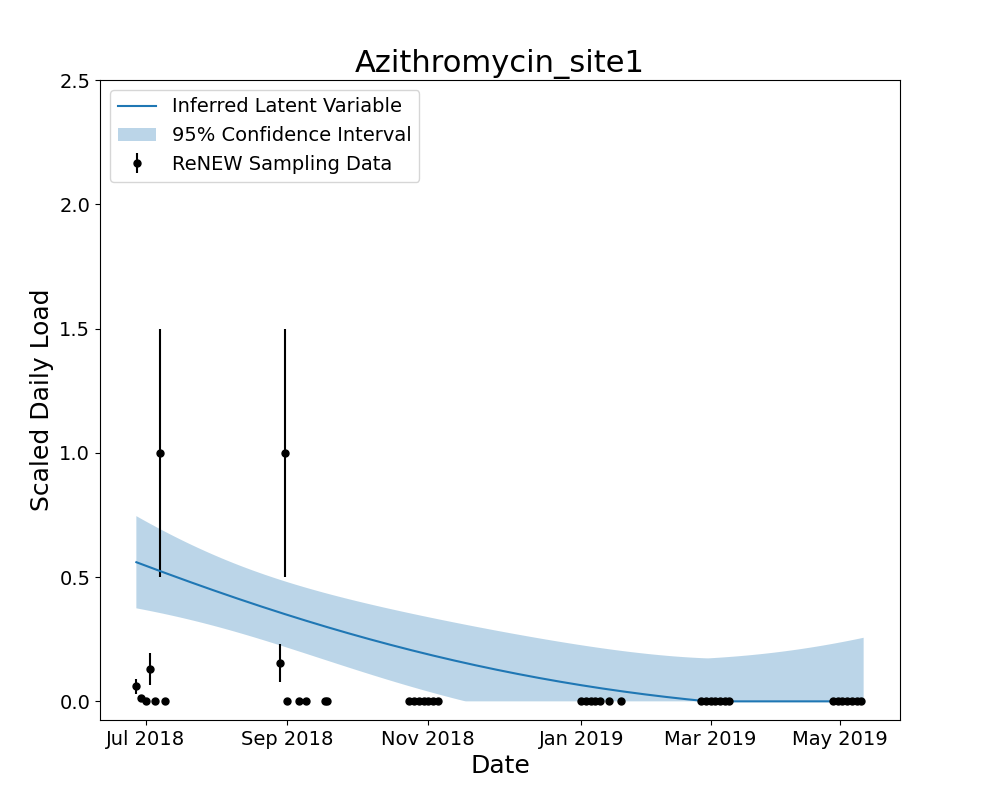 Azithromycin_site1
2.5
2.0
1.5
1.0
0.5
0.0
Scaled Daily Load
Inferred Latent Variable
95% Confidence Interval
ReNEW Sampling Data
Jul 2018 Sep 2018 Nov 2018 Jan 2019 Mar 2019 May 2019
Date